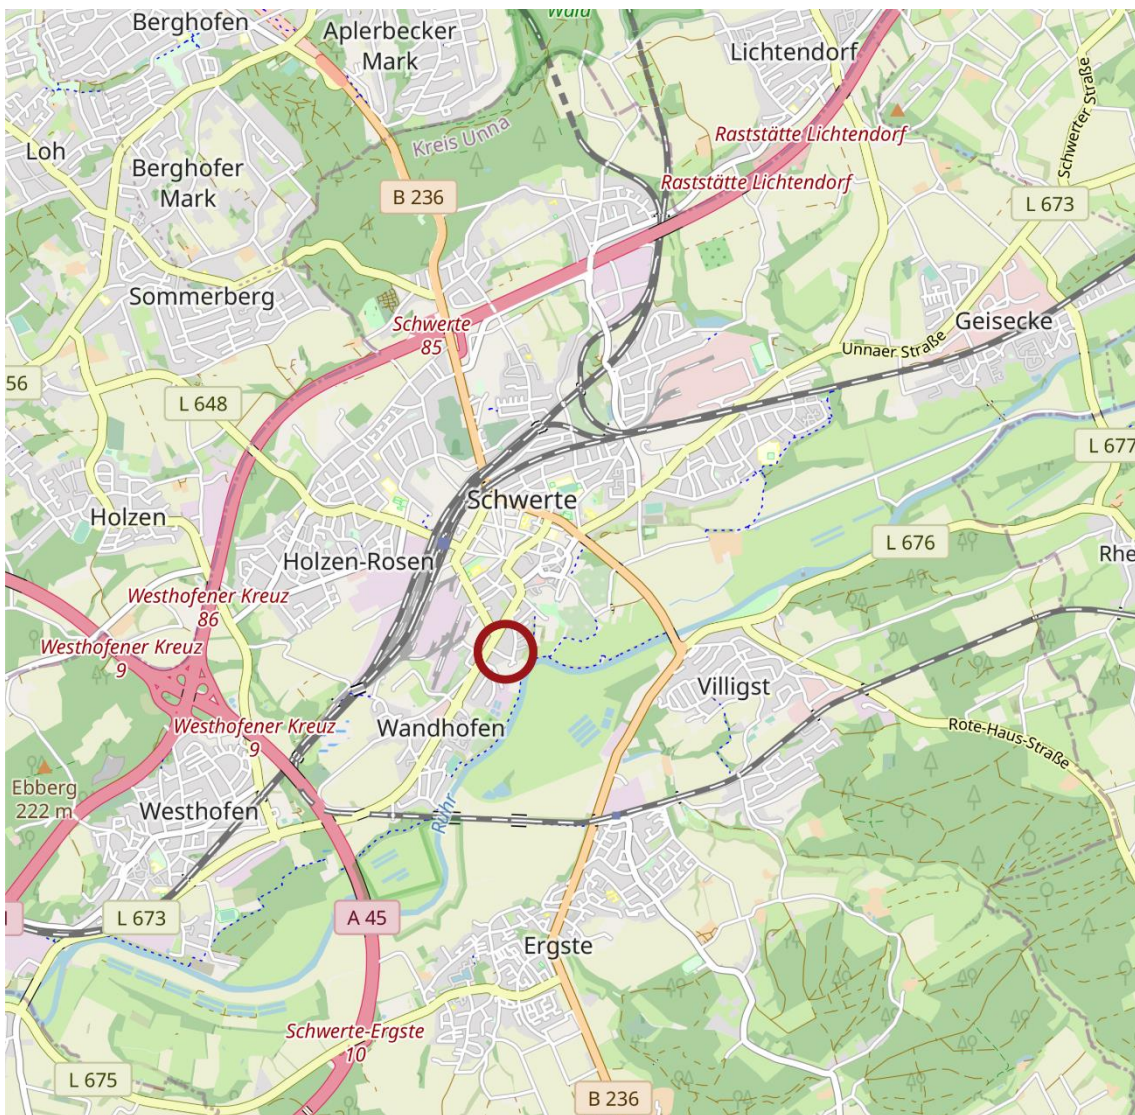 Wald
Berghofen
Aplerbecker
Mark
Lichtendorf
Raststätte Lichtendorf
Schwerter Straße
Loh
Kreis Unna
Berghofer
Mark
B 236
Raststätte Lichtendorf
L 673
Sommerberg
Schwerte
85
Geisecke
Unnaer Straße
56
L 648
L 677
Schwerte
Holzen
L 676
Holzen-Rosen
Rhe
Westhofener Kreuz
86
Westhofener Kreuz
9
Villigst
Westhofener Kreuz
9
Wandhofen
Rote-Haus-Straße
Ebberg
222 m
Westhofen
Ruhr
L 673
A 45
Ergste
Schwerte-Ergste
10
L 675
B 236